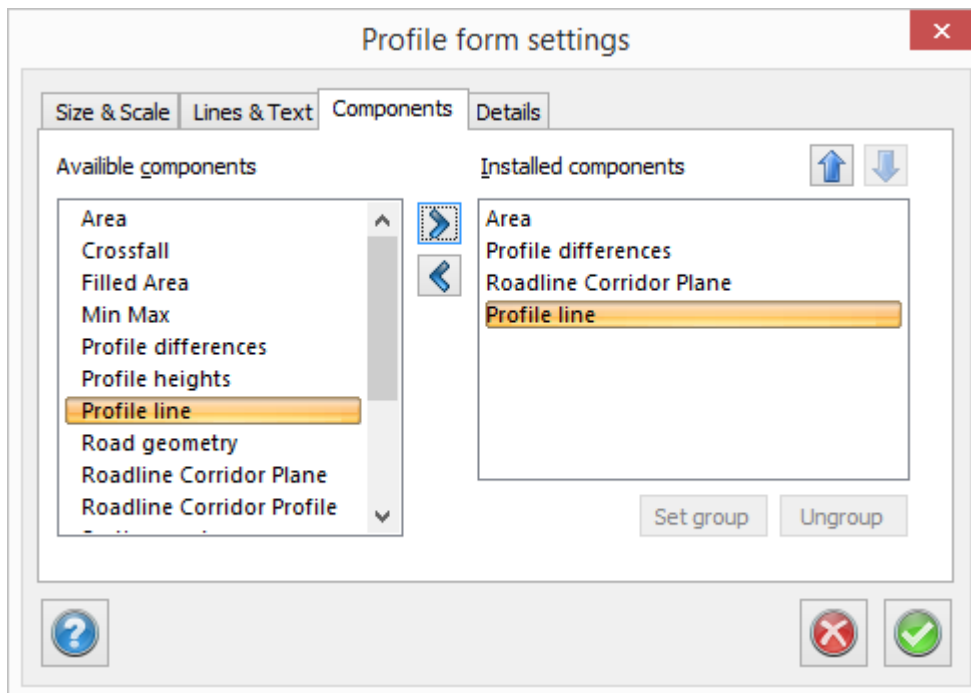 Profile form settings
Size & Scale
Lines & Text
Components
Details
Availible components
Installed components
Area
Crossfall
Filled Area
Min Max
Profile differences
Profile heights
Profile line
Road geometry
Roadline Corridor Plane
Roadline Corridor Profile
Area
Profile differences
Roadline Corridor Plane
Profile line
Set group
Ungroup